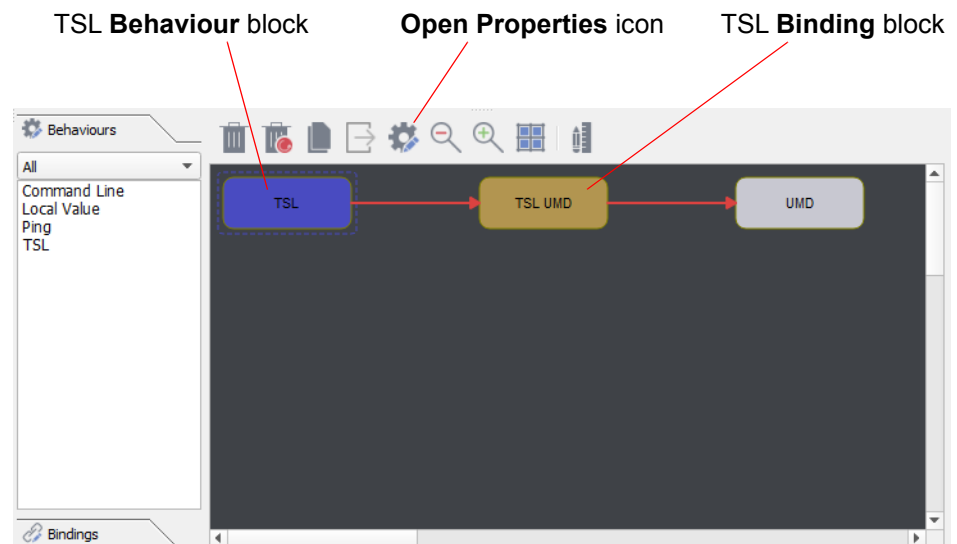 TSL Behaviour block Open Properties icon TSL Binding block
Behaviours
All
Command Line
Local Value
Ping
TSL
TSL TSL UMD UMD
Bindings